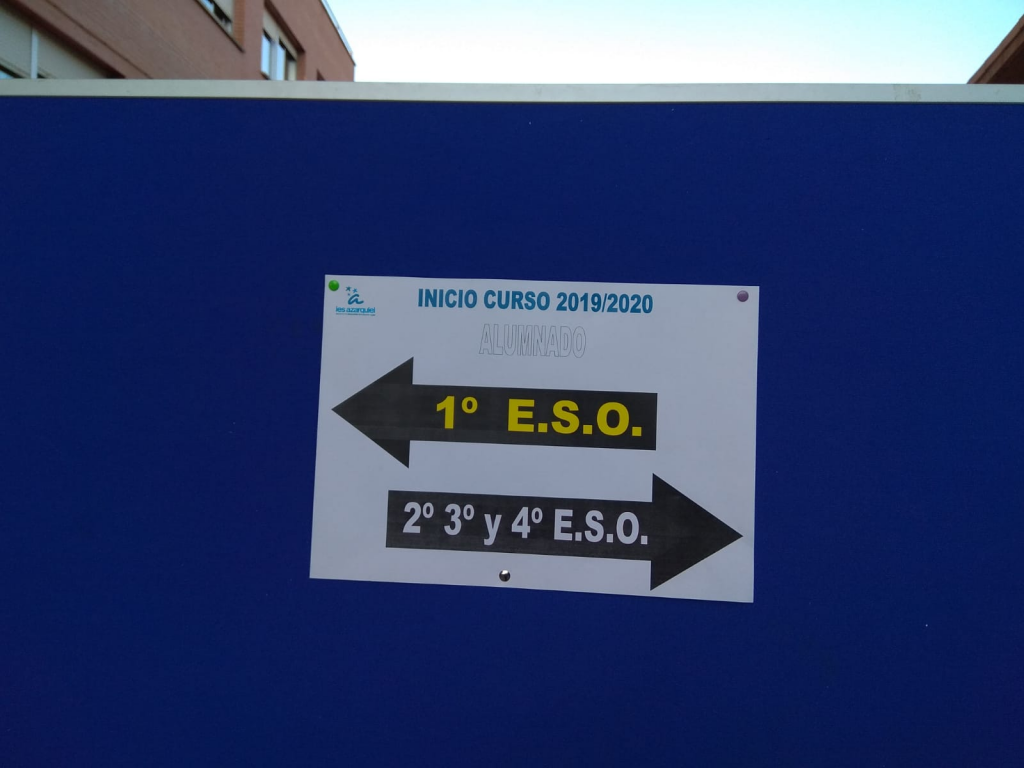 INICIO CURSO 2019/2020
ies azarquiel
ALUMNADO
1º E.S.O.
2º 3º y 4º E.S.O.